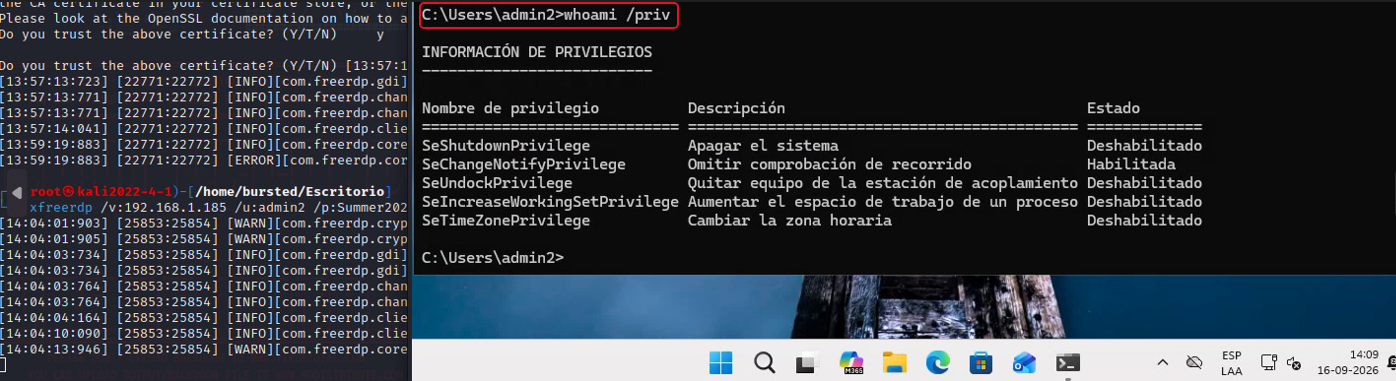 the CA certificate in your certificate store, or the
Please look at the OpenSSL documentation on how to a
Do you trust the above certificate? (Y/T/N)     y
Do you trust the above certificate? (Y/T/N) [13:57:1
[13:57:13:723] [22771:22772] [INFO][com.freerdp.gdi]
[13:57:13:771] [22771:22772] [INFO][com.freerdp.chan
[13:57:13:771] [22771:22772] [INFO][com.freerdp.chan
[13:57:14:041] [22771:22772] [INFO][com.freerdp.clie
[13:59:19:883] [22771:22772] [INFO][com.freerdp.core
[13:59:19:883] [22771:22772] [ERROR][com.freerdp.cor
root㉿kali2022-4-1)-[/home/bursted/Escritorio]
xfreerdp /v:192.168.1.185 /u:admin2 /p:Summer202
[14:04:01:903] [25853:25854] [WARN][com.freerdp.cryp
[14:04:01:905] [25853:25854] [WARN][com.freerdp.cryp
[14:04:03:734] [25853:25854] [INFO][com.freerdp.gdi]
[14:04:03:734] [25853:25854] [INFO][com.freerdp.gdi]
[14:04:03:764] [25853:25854] [INFO][com.freerdp.chan
[14:04:03:764] [25853:25854] [INFO][com.freerdp.chan
[14:04:04:164] [25853:25854] [INFO][com.freerdp.clie
[14:04:10:090] [25853:25854] [INFO][com.freerdp.clie
[14:04:13:946] [25853:25854] [WARN][com.freerdp.core
C:\Users\admin2>whoami /priv
INFORMACIÓN DE PRIVILEGIOS
--------------------------
Nombre de privilegio          Descripción                                Estado
============================= ========================================== =============
SeShutdownPrivilege           Apagar el sistema                          Deshabilitado
SeChangeNotifyPrivilege       Omitir comprobación de recorrido           Habilitada
SeUndockPrivilege             Quitar equipo de la estación de acoplamiento Deshabilitado
SeIncreaseWorkingSetPrivilege Aumentar el espacio de trabajo de un proceso Deshabilitado
SeTimeZonePrivilege           Cambiar la zona horaria                    Deshabilitado
C:\Users\admin2>
M365
ESP
LAA
14:09
16-09-2026